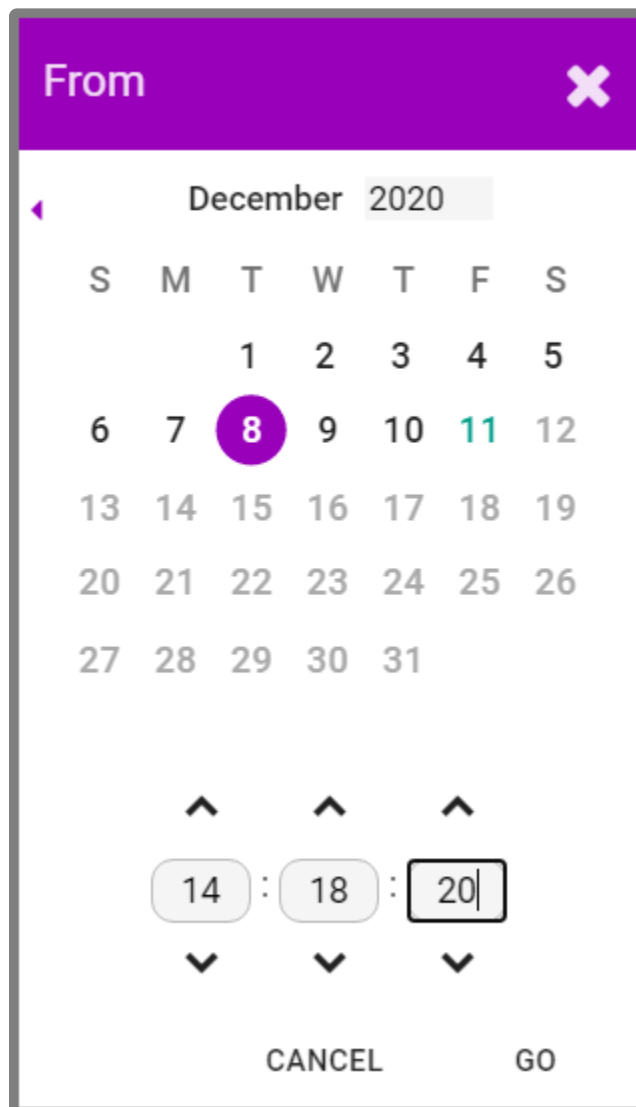 From
December 2020
S M T W T F S
1 2 3 4 5
6 7 8 9 10 11 12
13 14 15 16 17 18 19
20 21 22 23 24 25 26
27 28 29 30 31
14 : 18 : 20
CANCEL GO